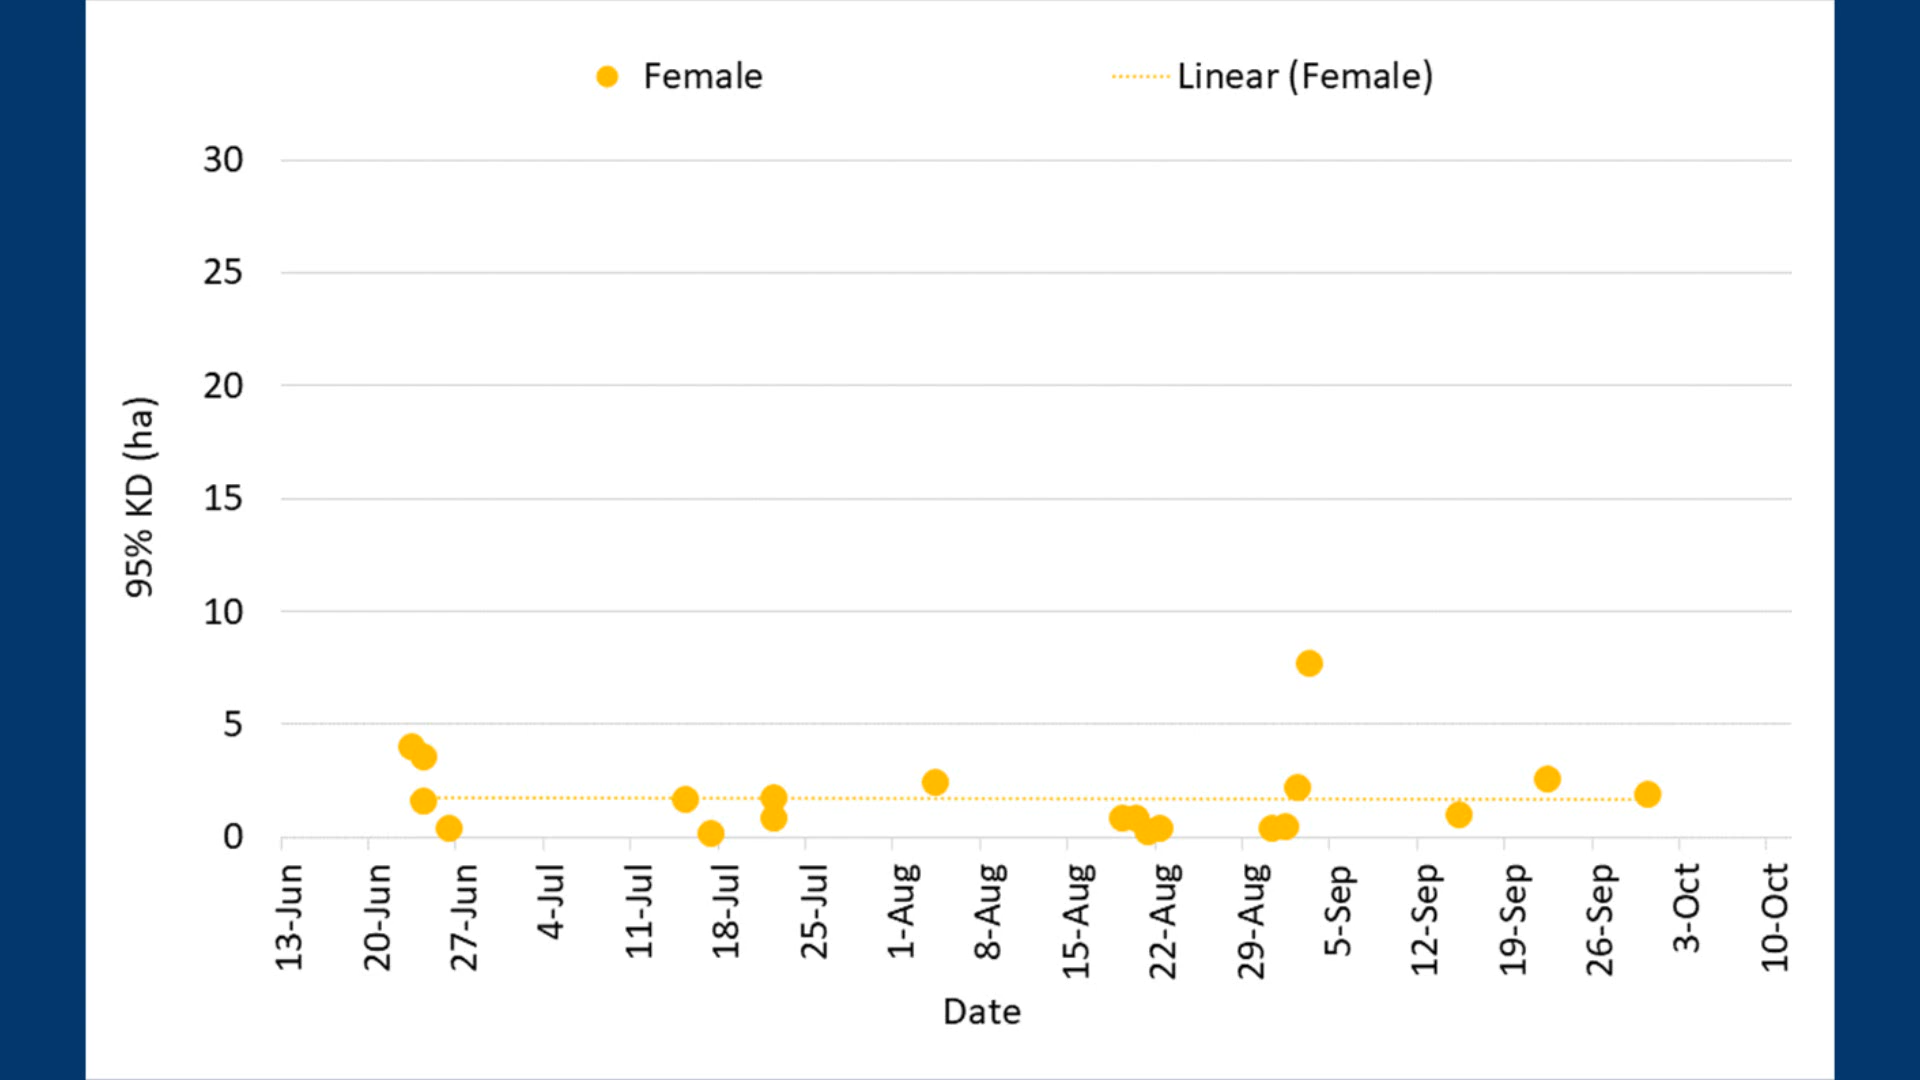 Female
Linear (Female)
30
25
20
15
10
5
0
95% KD (ha)
13-Jun
20-Jun
27-Jun
4-Jul
11-Jul
18-Jul
25-Jul
1-Aug
8-Aug
15-Aug
22-Aug
29-Aug
5-Sep
12-Sep
19-Sep
26-Sep
3-Oct
10-Oct
Date